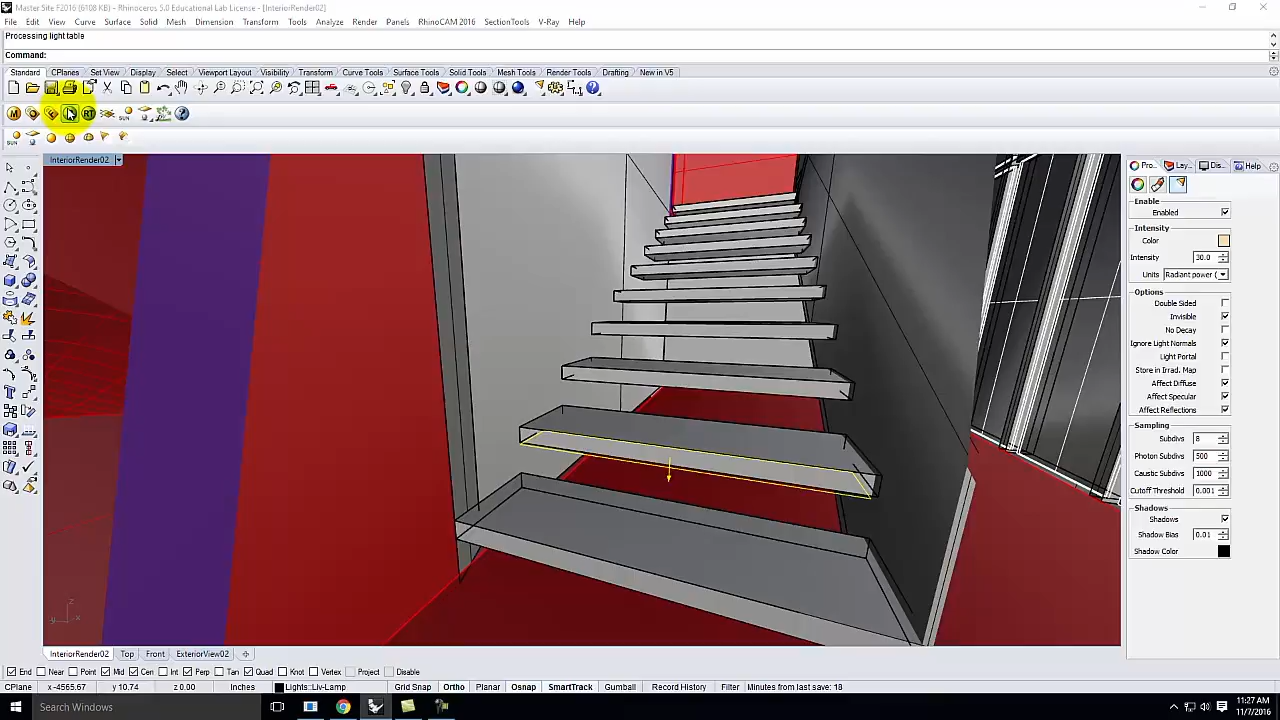 Master Site F2016 (6108 KB) - Rhinoceros 5.0 Educational Lab License - [InteriorRender02]
File Edit View Curve Surface Solid Mesh Dimension Transform Tools Analyze Render Panels RhinoCAM 2016 SectionTools V-Ray Help
Processing light table
Command:
Standard CPlanes Set View Display Select Viewport Layout Visibility Transform Curve Tools Surface Tools Solid Tools Mesh Tools Render Tools Drafting New in V5
M RT SUN
SUN
InteriorRender02
Pro... Lay... Dis... Help
Enable
Enabled
Intensity
Color
Intensity 30.0
Units Radiant power (
Options
Double Sided
Invisible
No Decay
Ignore Light Normals
Light Portal
Store in Irrad. Map
Affect Diffuse
Affect Specular
Affect Reflections
Sampling
Subdivs 8
Photon Subdivs 500
Caustic Subdivs 1000
Cutoff Threshold 0.001
Shadows
Shadows
Shadow Bias 0.01
Shadow Color
z
y x
InteriorRender02 Top Front ExteriorView02
End Near Point Mid Cen Int Perp Tan Quad Knot Vertex Project Disable
CPlane x -4565.67 y 10.74 z 0.00 Inches Lights::Liv-Lamp Grid Snap Ortho Planar Osnap SmartTrack Gumball Record History Filter Minutes from last save: 18
Search Windows
11:27 AM
11/7/2016